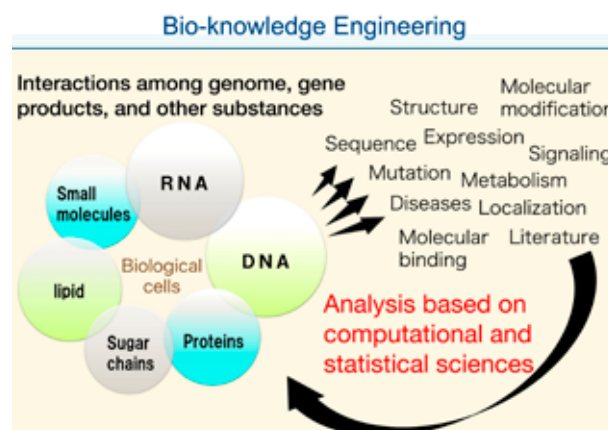 Bio-knowledge Engineering
Interactions among genome, gene
products, and other substances
Molecular
modification
Structure
Sequence
Expression
Signaling
Mutation
Metabolism
Diseases
Localization
Molecular
binding
Literature
RNA
Small
molecules
DNA
Biological
cells
lipid
Sugar
chains
Proteins
Analysis based on
computational and
statistical sciences